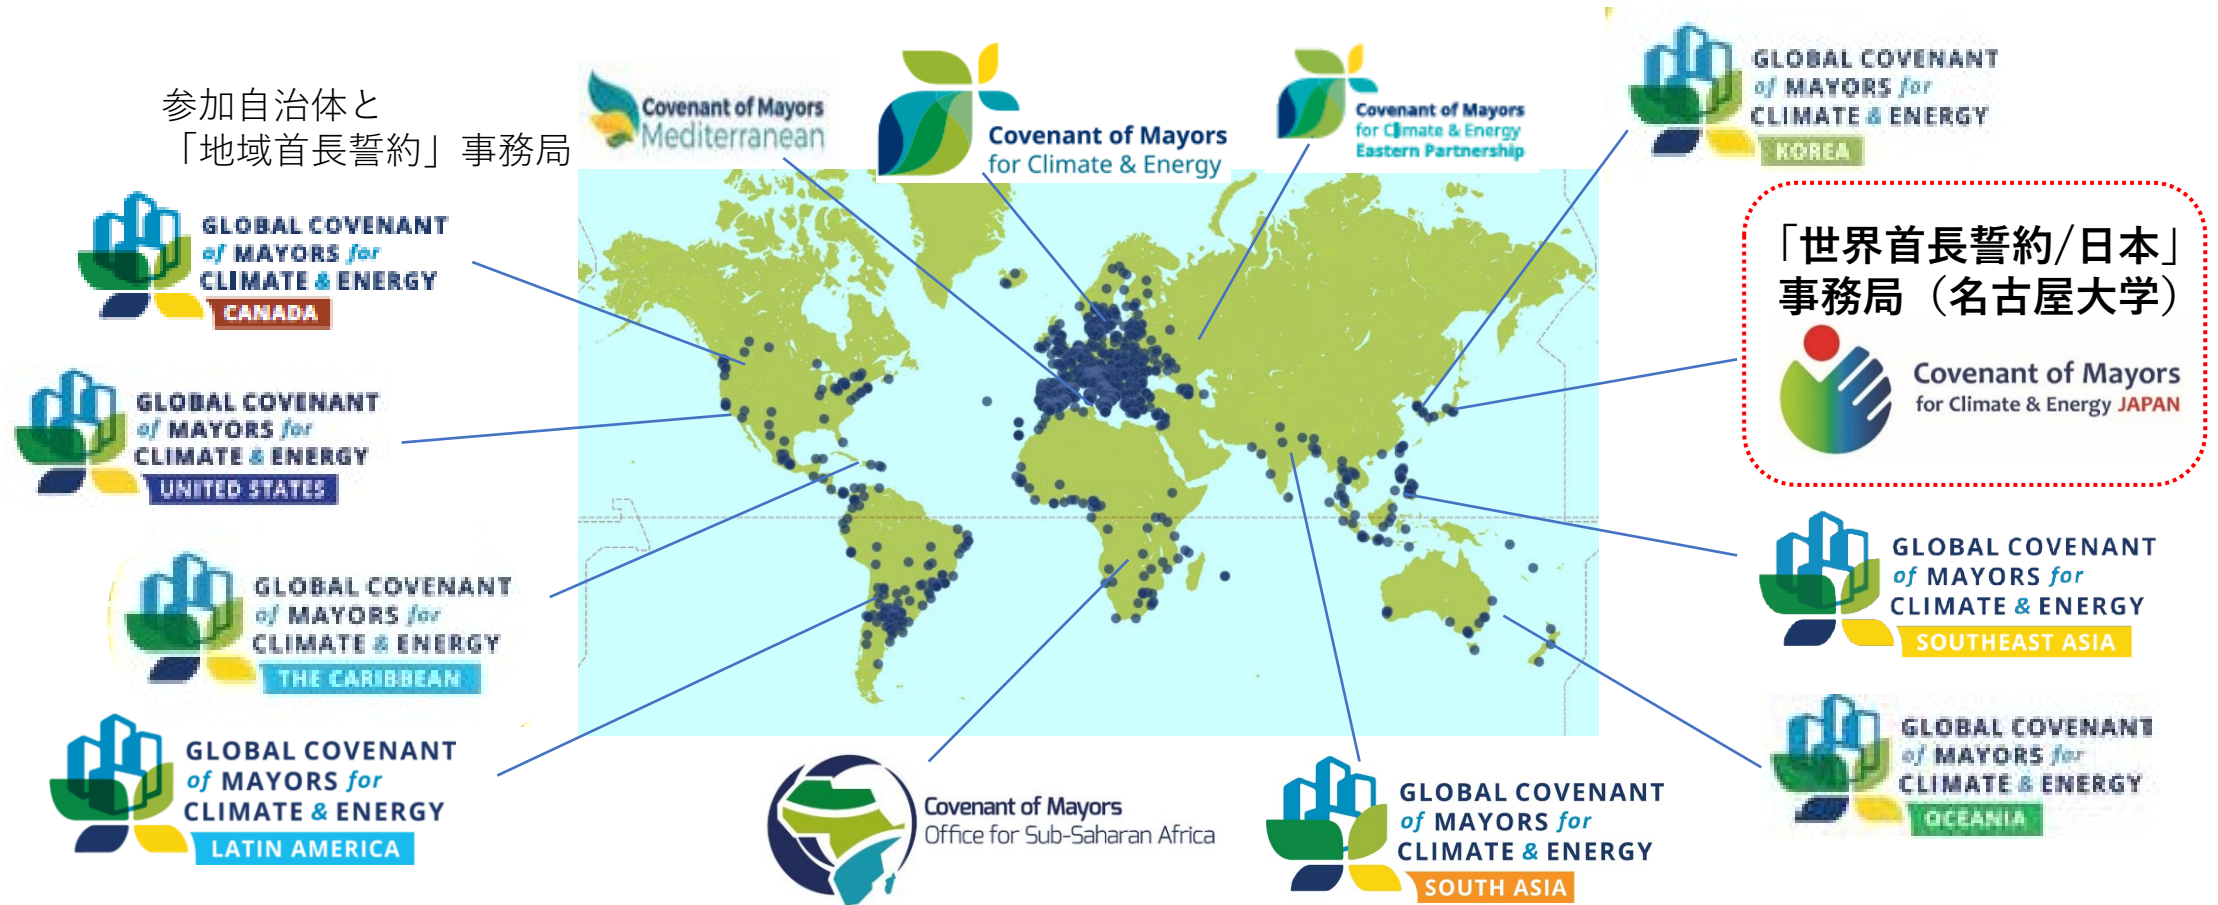 参加自治体と
「地域首長誓約」事務局
Covenant of Mayors
Mediterranean
Covenant of Mayors
for Climate & Energy
Covenant of Mayors
for Climate & Energy
Eastern Partnership
GLOBAL COVENANT
of MAYORS for
CLIMATE & ENERGY
KOREA
GLOBAL COVENANT
of MAYORS for
CLIMATE & ENERGY
CANADA
「世界首長誓約/日本」
事務局（名古屋大学）
Covenant of Mayors
for Climate & Energy JAPAN
GLOBAL COVENANT
of MAYORS for
CLIMATE & ENERGY
UNITED STATES
GLOBAL COVENANT
of MAYORS for
CLIMATE & ENERGY
SOUTHEAST ASIA
GLOBAL COVENANT
of MAYORS for
CLIMATE & ENERGY
THE CARIBBEAN
GLOBAL COVENANT
of MAYORS for
CLIMATE & ENERGY
OCEANIA
GLOBAL COVENANT
of MAYORS for
CLIMATE & ENERGY
LATIN AMERICA
Covenant of Mayors
Office for Sub-Saharan Africa
GLOBAL COVENANT
of MAYORS for
CLIMATE & ENERGY
SOUTH ASIA